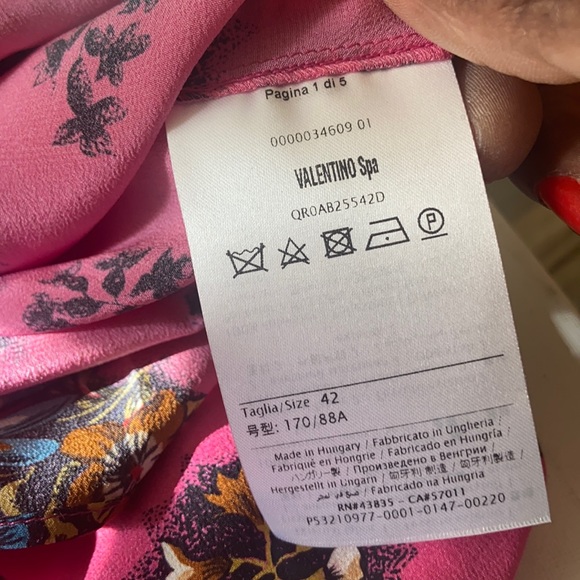 Pagina 1 di 5
0000034609 01
VALENTINO Spa
QR0AB25542D
P
Taglia/Size 42
号型: 170/88A
Made in Hungary / Fabbricato in Ungheria /
Fabriqué en Hongrie / Fabricado en Hungría /
ハンガリー製 / Произведено в Венгрии /
Hergestellt in Ungarn / 匈牙利 制造 / 匈牙利製造 /
صنع في المجر / Fabricado na Hungria
RN#43835 - CA#57011
P53210977-0001-0147-00220